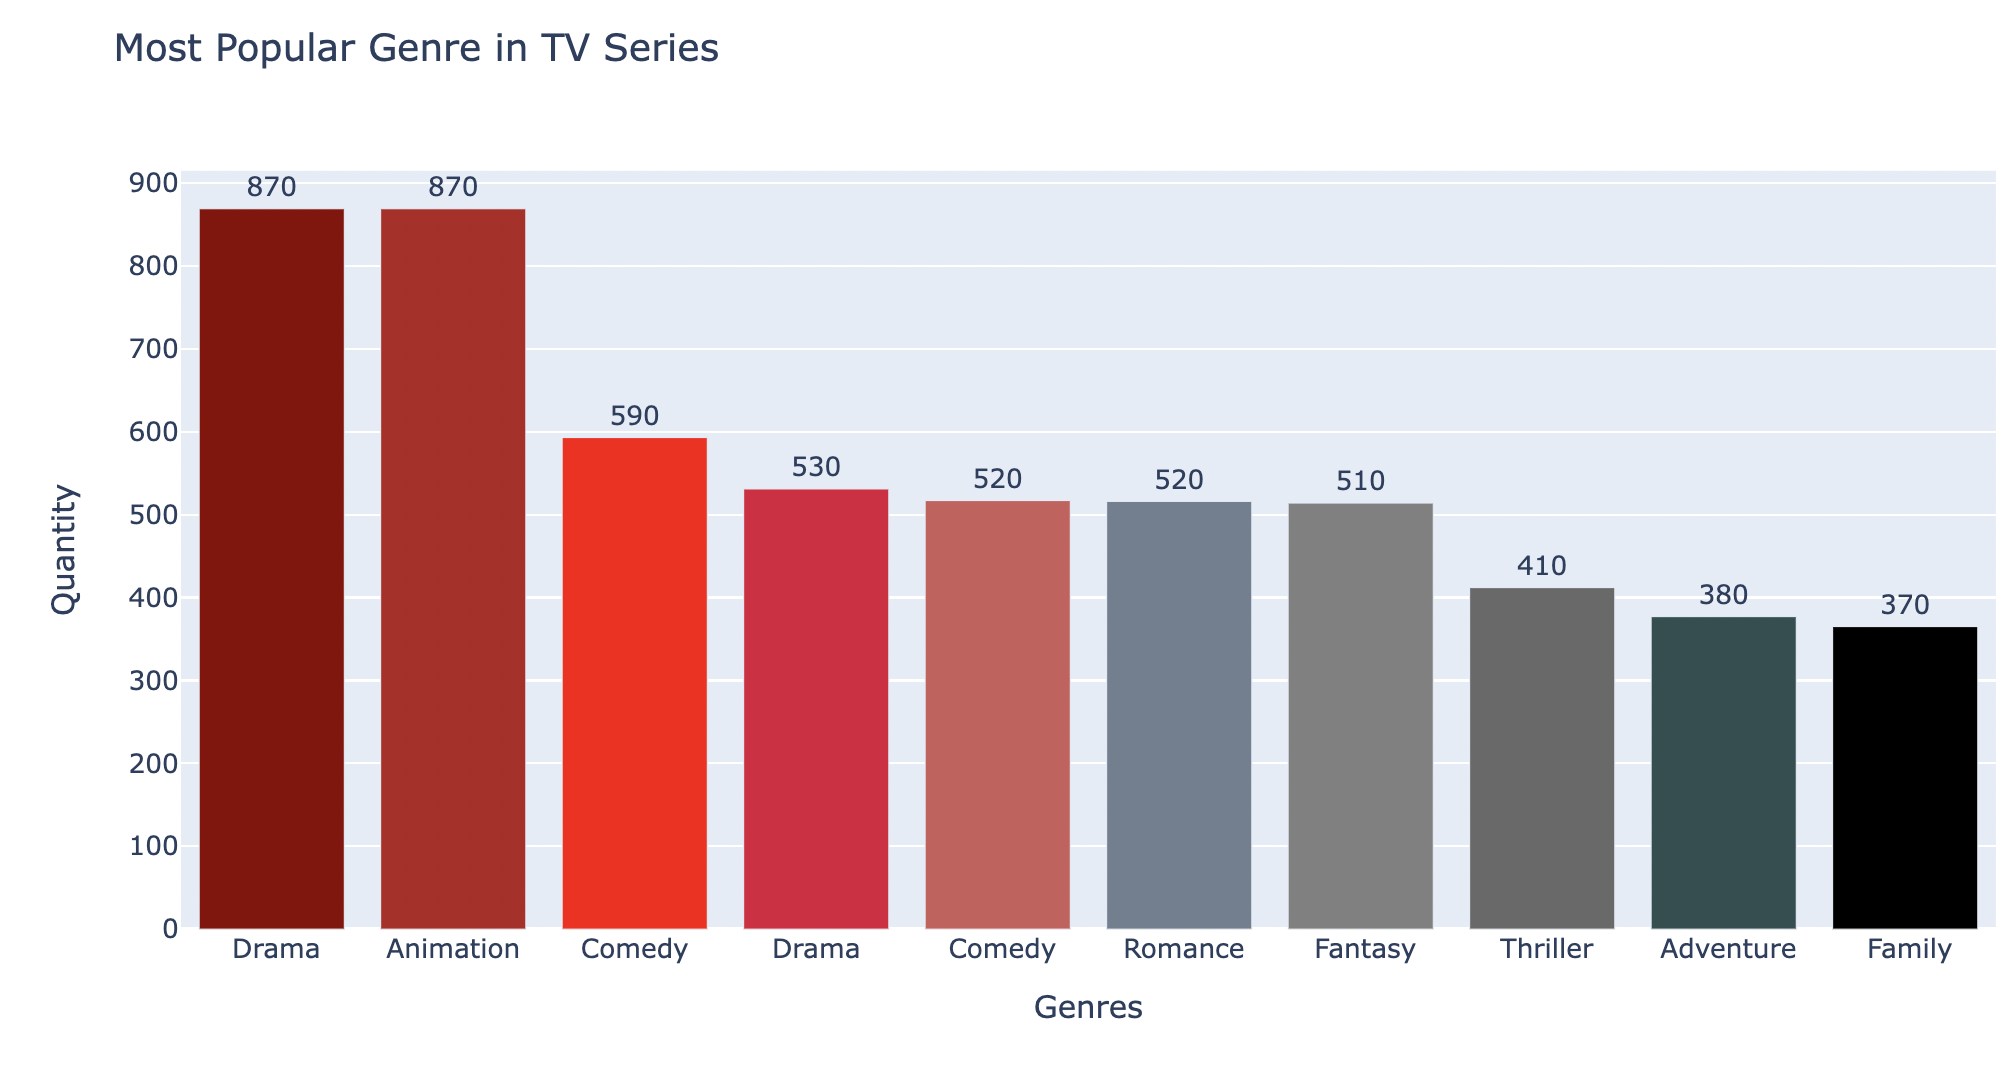 Most Popular Genre in TV Series
900
800
700
600
500
400
300
200
100
0
Quantity
870 870 590 530 520 520 510 410 380 370
Drama Animation Comedy Drama Comedy Romance Fantasy Thriller Adventure Family
Genres